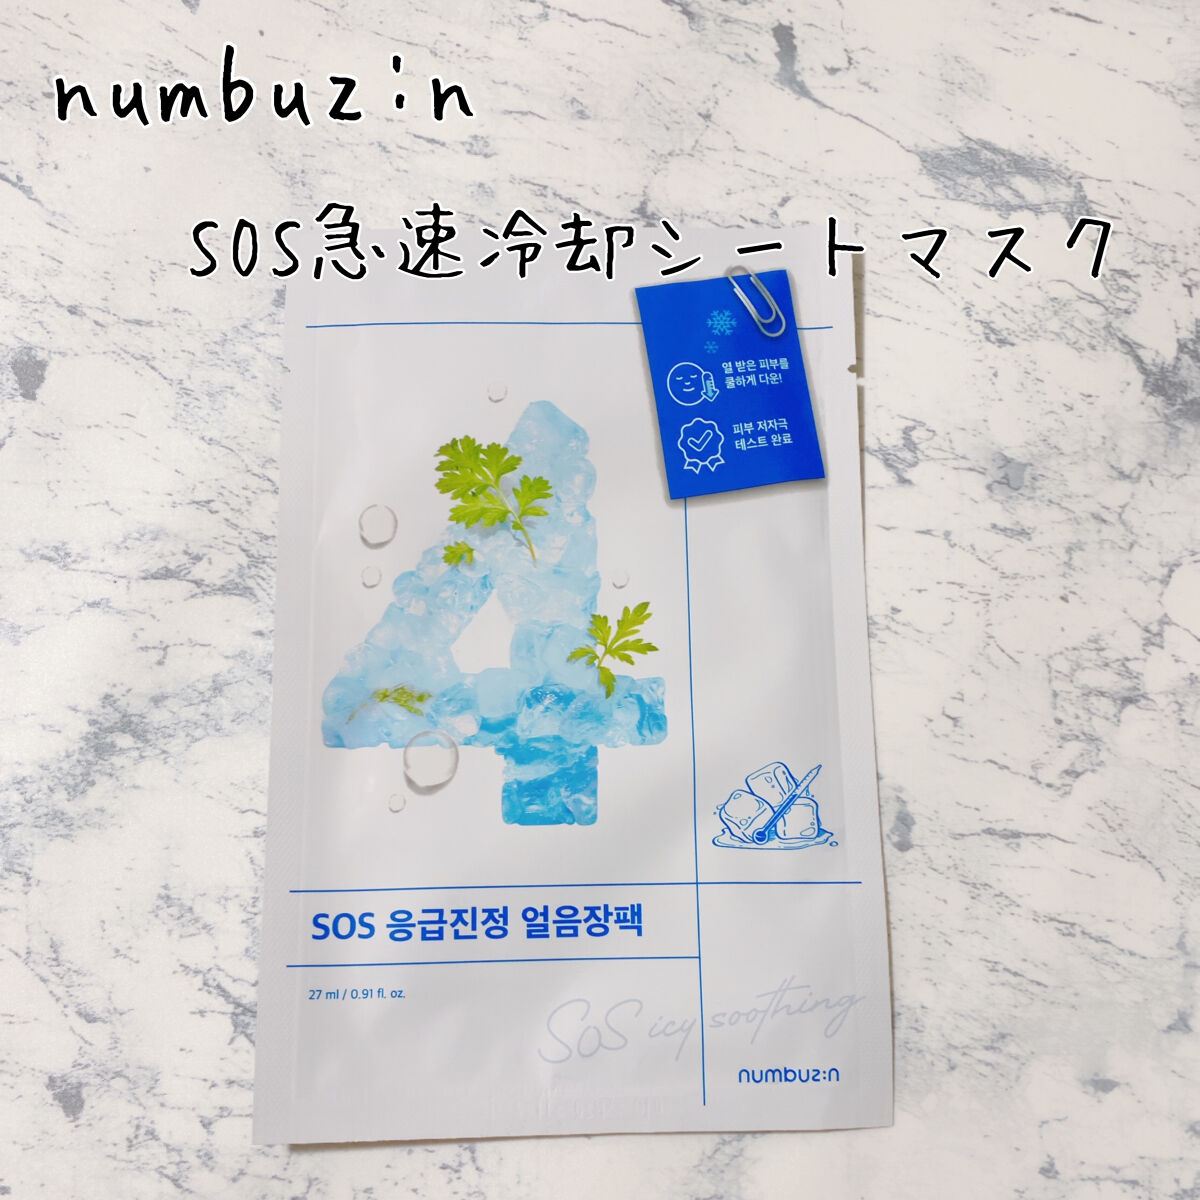 numbuz:n
SOS急速冷却シートマスク
열 받은 피부를
쿨하게 다운!
피부 저자극
테스트 완료
4
SOS 응급진정 얼음장팩
27 ml / 0.91 fl. oz.
SoS icy soothing
numbuz:n